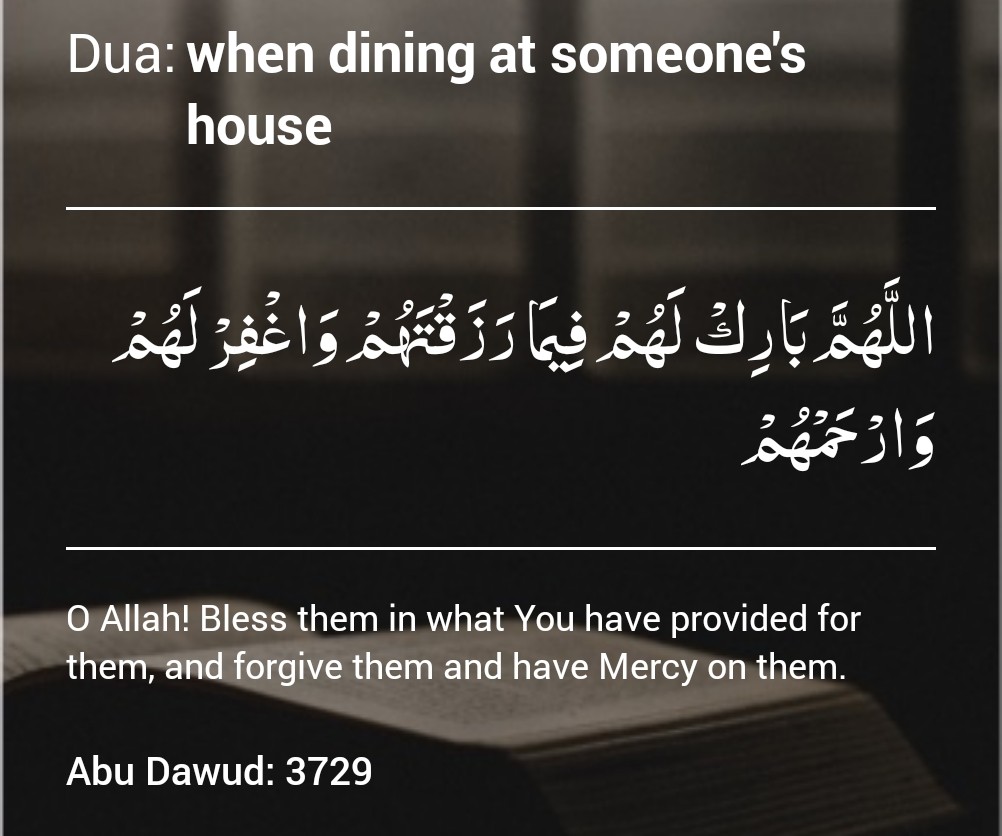 Dua: when dining at someone's
house
اللَّهُمَّ بَارِكْ لَهُمْ فِيمَا رَزَقْتَهُمْ وَاغْفِرْ لَهُمْ
وَارْحَمْهُمْ
O Allah! Bless them in what You have provided for
them, and forgive them and have Mercy on them.
Abu Dawud: 3729